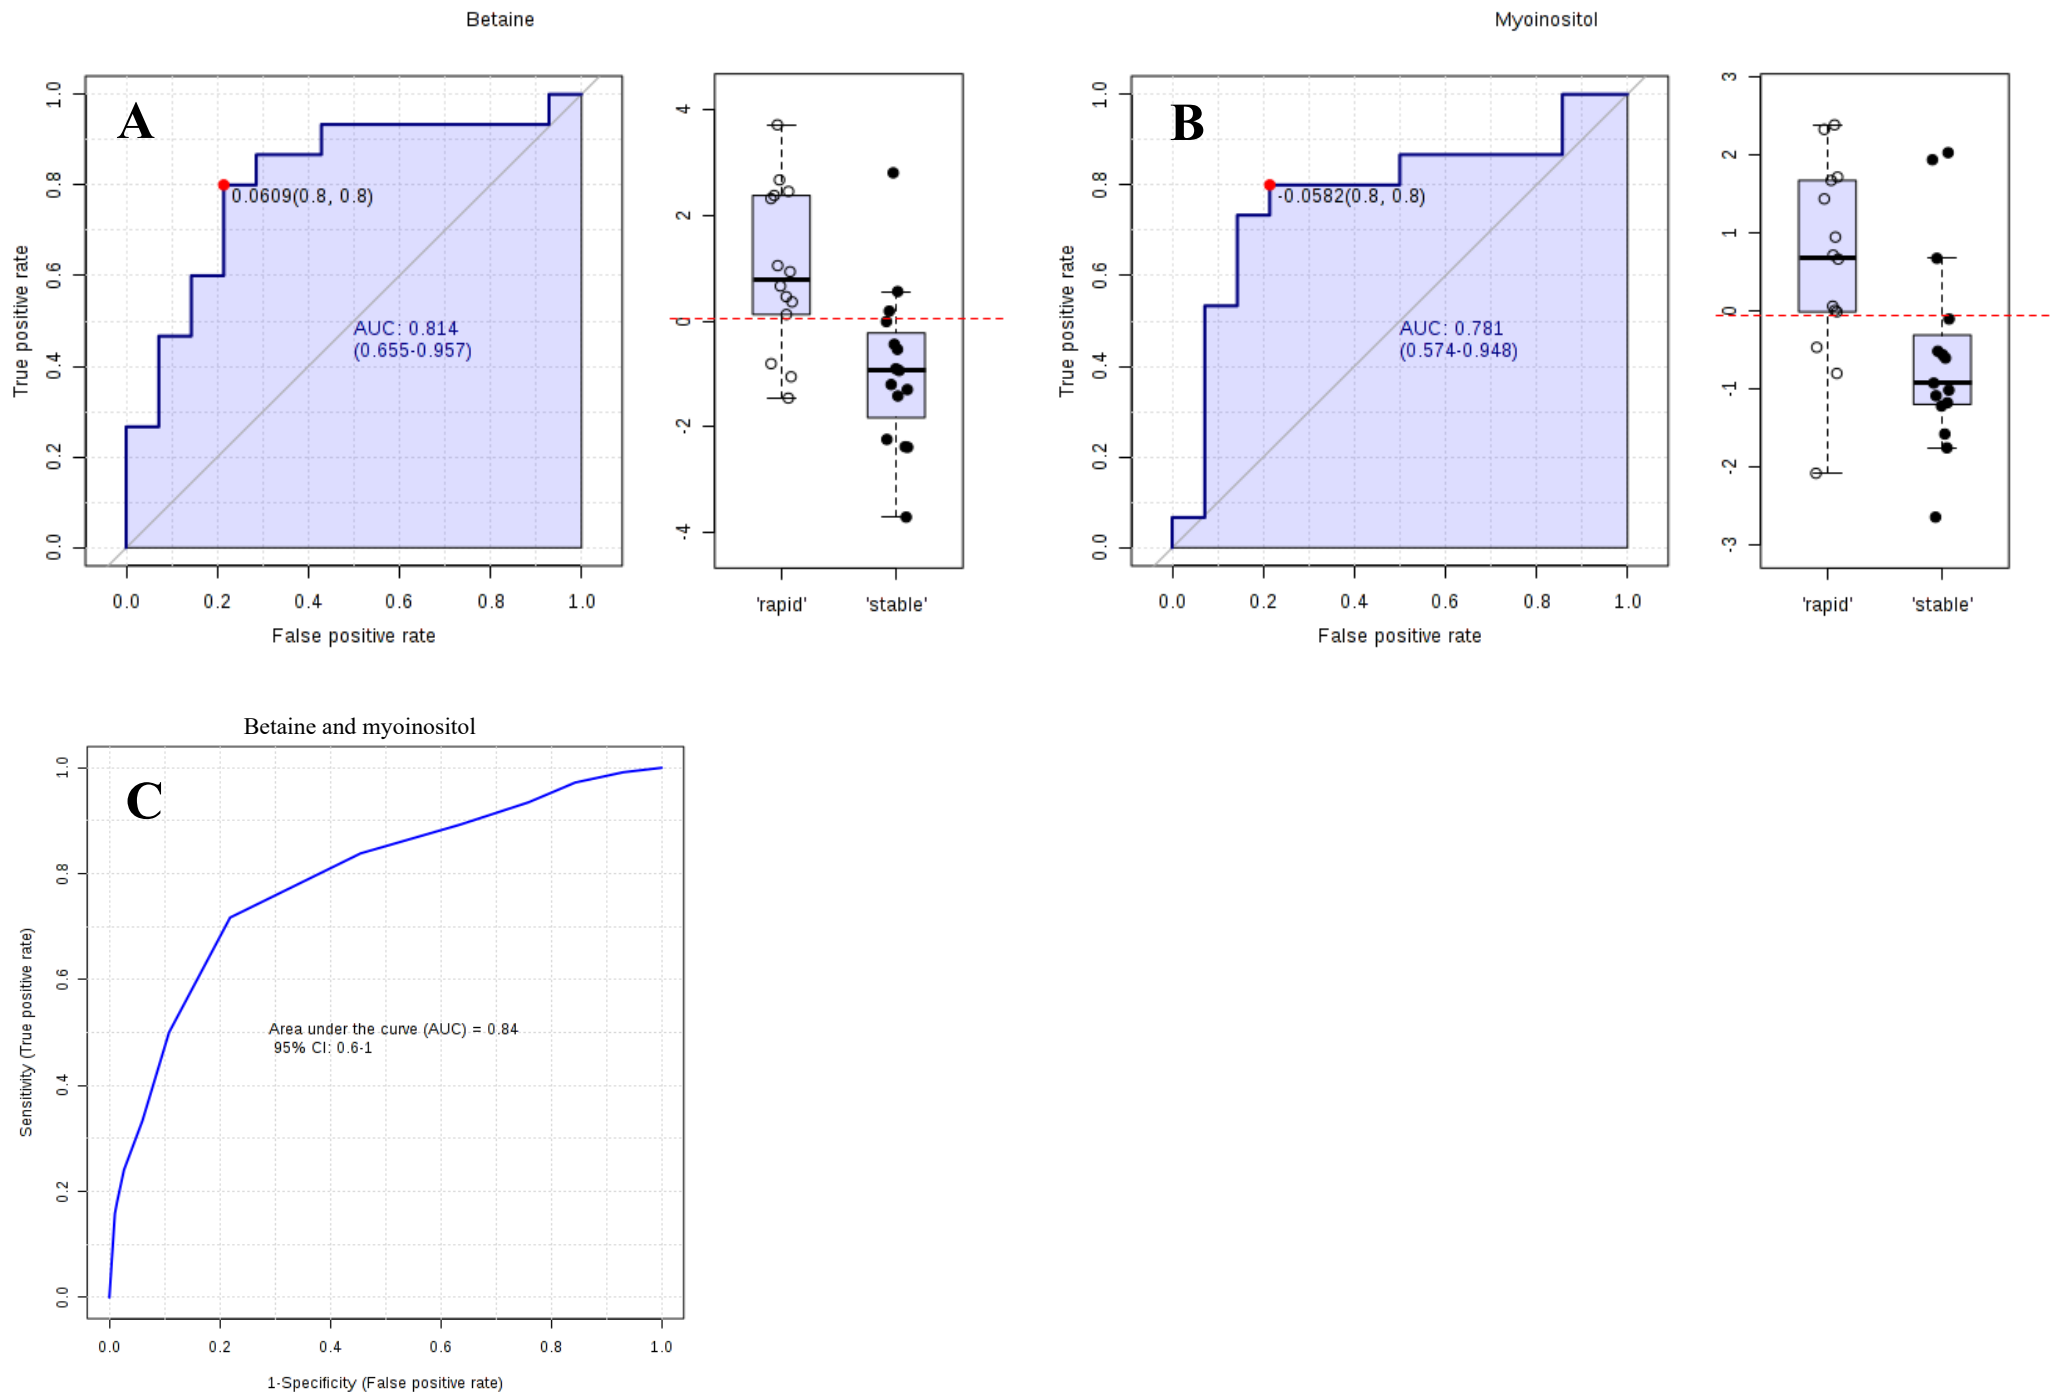 Betaine
A
True positive rate
1.0
0.8
0.6
0.4
0.2
0.0
0.0609(0.8, 0.8)
AUC: 0.814
(0.655-0.957)
0.0 0.2 0.4 0.6 0.8 1.0
False positive rate
4
2
0
-2
-4
'rapid' 'stable'
Myoinositol
B
True positive rate
1.0
0.8
0.6
0.4
0.2
0.0
-0.0582(0.8, 0.8)
AUC: 0.781
(0.574-0.948)
0.0 0.2 0.4 0.6 0.8 1.0
False positive rate
3
2
1
0
-1
-2
-3
'rapid' 'stable'
Betaine and myoinositol
C
Sensitivity (True positive rate)
1.0
0.8
0.6
0.4
0.2
0.0
Area under the curve (AUC) = 0.84
95% CI: 0.6-1
0.0 0.2 0.4 0.6 0.8 1.0
1-Specificity (False positive rate)